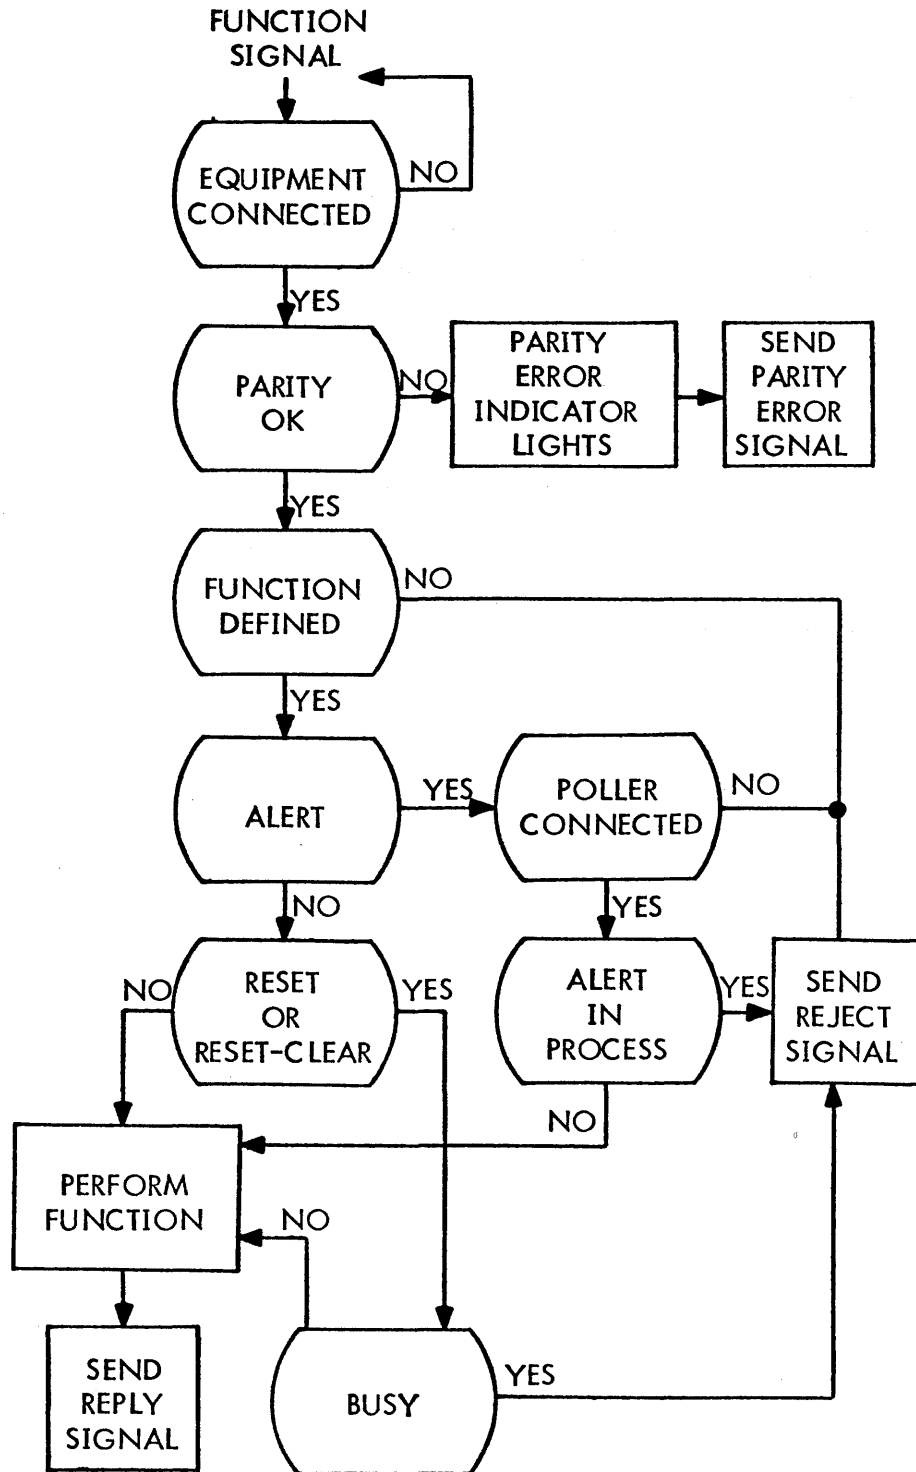 FUNCTION
SIGNAL
NO
EQUIPMENT
CONNECTED
YES
PARITY
OK
NO
PARITY
ERROR
INDICATOR
LIGHTS
SEND
PARITY
ERROR
SIGNAL
YES
FUNCTION
DEFINED
NO
YES
ALERT
YES
POLLER
CONNECTED
NO
NO
YES
NO
RESET
OR
RESET-CLEAR
YES
ALERT
IN
PROCESS
YES
SEND
REJECT
SIGNAL
NO
PERFORM
FUNCTION
NO
SEND
REPLY
SIGNAL
BUSY
YES